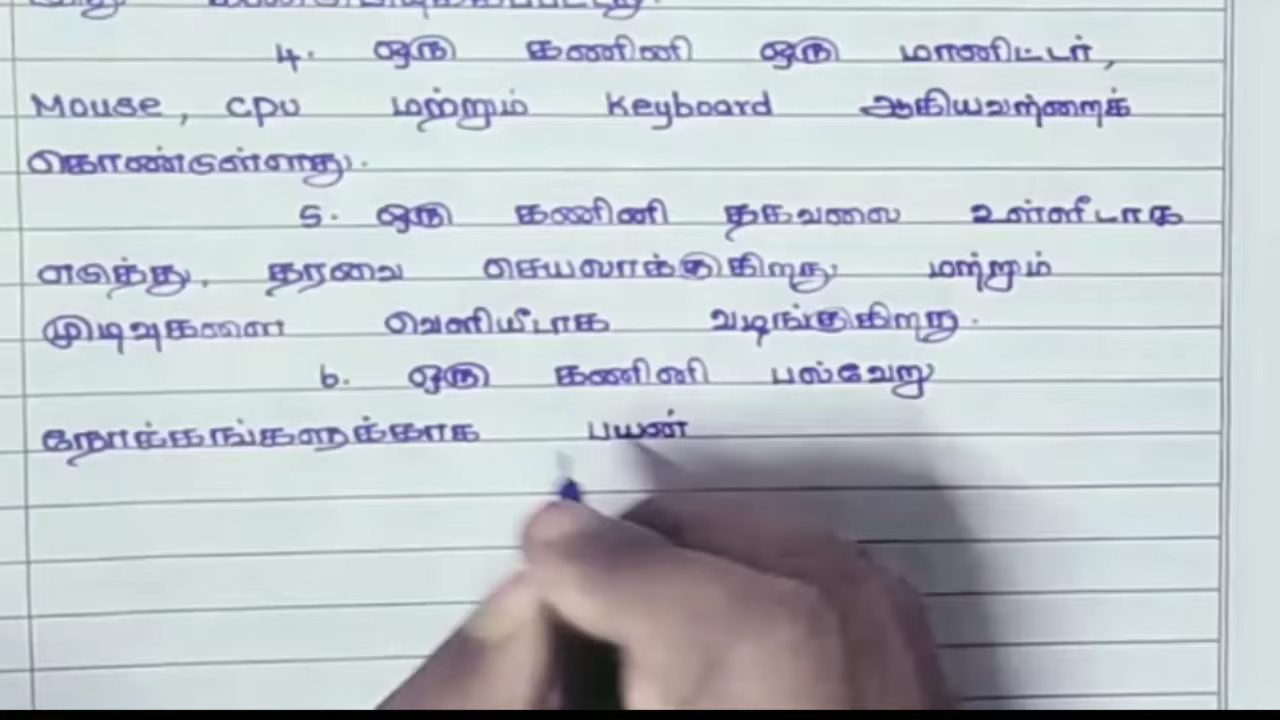 4. ஒரு கணினி ஒரு மானிட்டர்,
Mouse, cpu மற்றும் keyboard ஆகியவற்றைக்
கொண்டுள்ளது.
5. ஒரு கணினி தகவலை உள்ளீடாக
எடுத்து, தரவை செயலாக்குகிறது மற்றும்
முடிவுகளை வெளியீடாக வழங்குகிறது.
6. ஒரு கணினி பல்வேறு
நோக்கங்களுக்காக பயன்